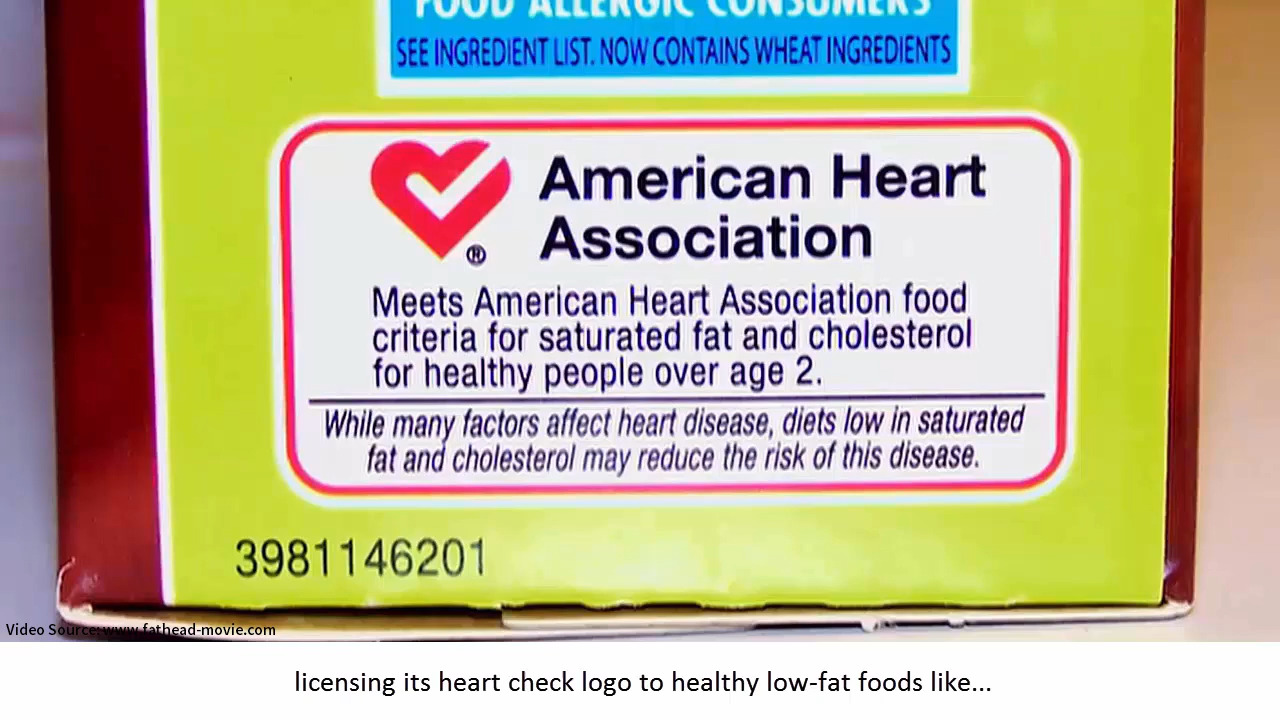 FOOD ALLERGIC CONSUMERS
SEE INGREDIENT LIST. NOW CONTAINS WHEAT INGREDIENTS
American Heart
Association
®
Meets American Heart Association food
criteria for saturated fat and cholesterol
for healthy people over age 2.
While many factors affect heart disease, diets low in saturated
fat and cholesterol may reduce the risk of this disease.
3981146201
Video Source: www.fathead-movie.com
licensing its heart check logo to healthy low-fat foods like...